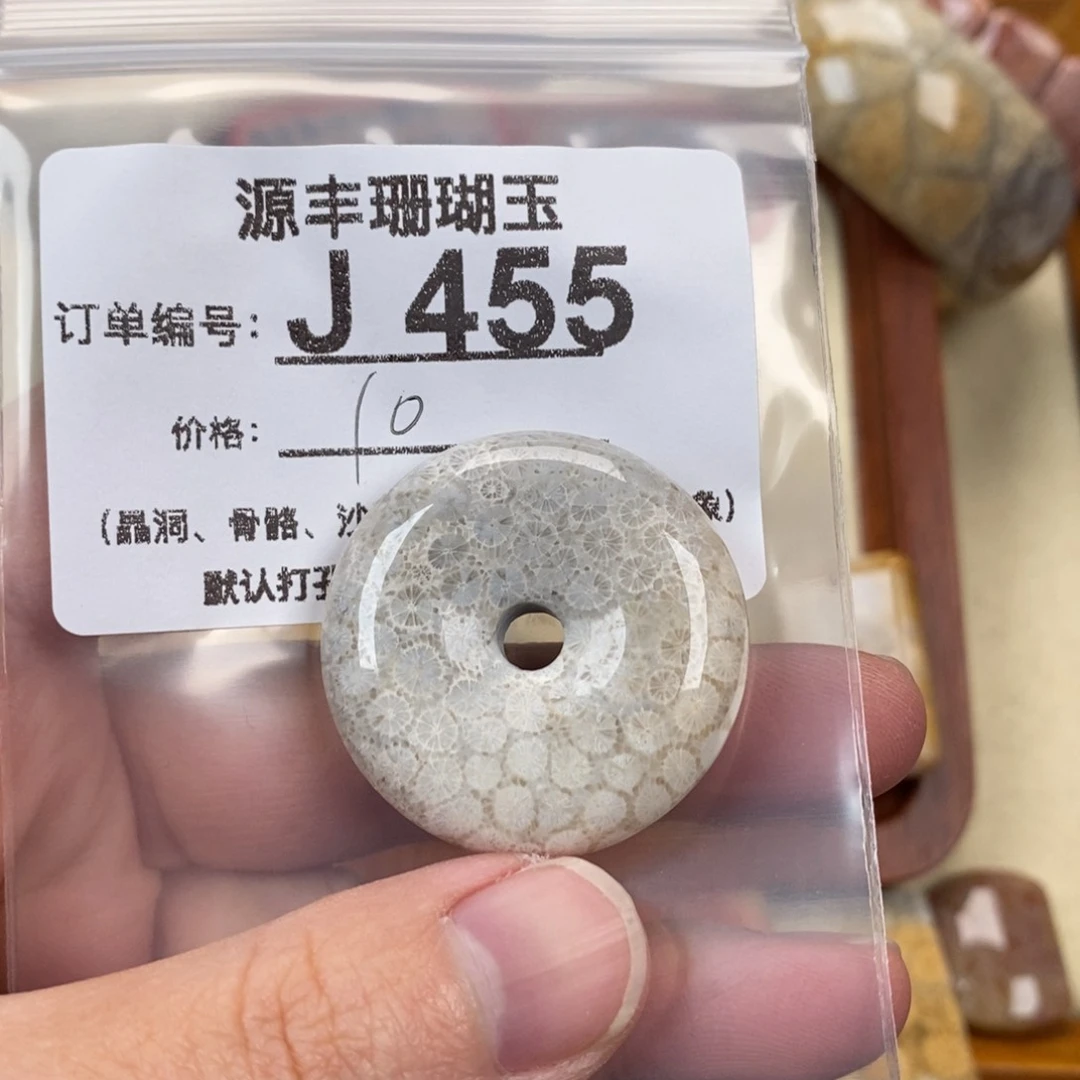 源丰珊瑚玉
订单编号: J 455
价格: 10
(晶洞、骨骼、沙
默认打孔